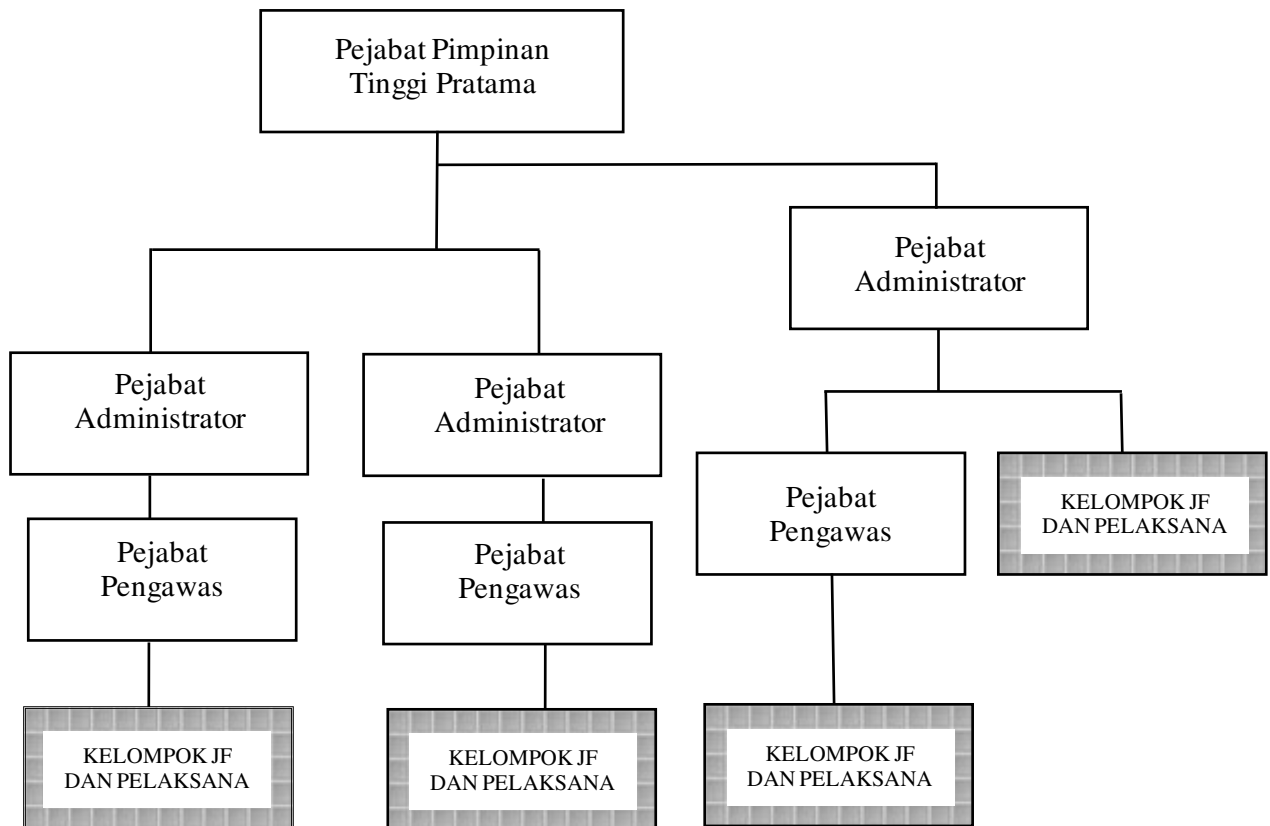 Pejabat Pimpinan
Tinggi Pratama
Pejabat
Administrator
Pejabat
Administrator
Pejabat
Administrator
Pejabat
Pengawas
KELOMPOK JF
DAN PELAKSANA
Pejabat
Pengawas
Pejabat
Pengawas
KELOMPOK JF
DAN PELAKSANA
KELOMPOK JF
DAN PELAKSANA
KELOMPOK JF
DAN PELAKSANA